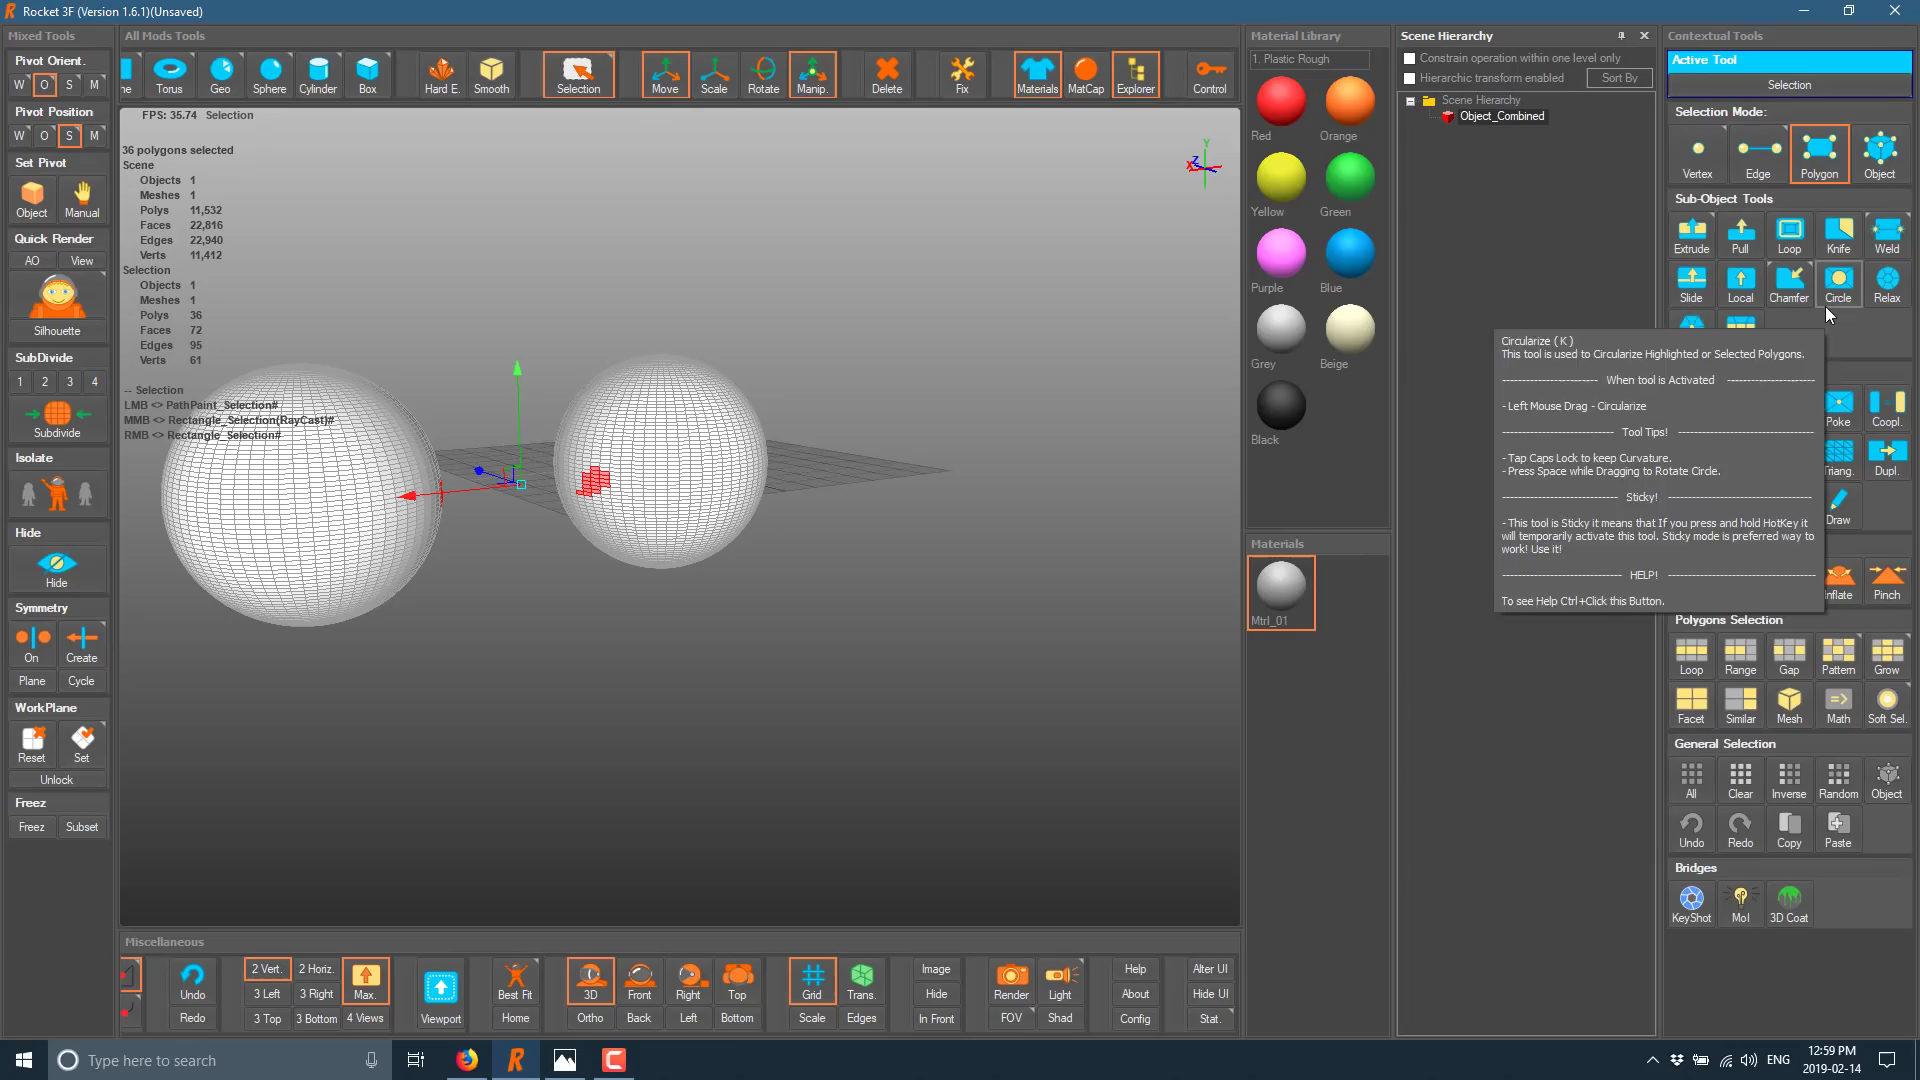 Rocket 3F (Version 1.6.1)(Unsaved)
Mixed Tools
Pivot Orient.
W O S M
Pivot Position
W O S M
Set Pivot
Object Manual
Quick Render
AO View
Silhouette
SubDivide
1 2 3 4
Subdivide
Isolate
Hide
Hide
Symmetry
On Create
Plane Cycle
WorkPlane
Reset Set
Unlock
Freez
Freez Subset
All Mods Tools
ne Torus Geo Sphere Cylinder Box Hard E. Smooth Selection Move Scale Rotate Manip. Delete Fix Materials MatCap Explorer Control
FPS: 35.74 Selection
36 polygons selected
Scene
Objects 1
Meshes 1
Polys 11,532
Faces 22,816
Edges 22,940
Verts 11,412
Selection
Objects 1
Meshes 1
Polys 36
Faces 72
Edges 95
Verts 61
-- Selection
LMB <> PathPaint_Selection#
MMB <> Rectangle_Selection(RayCast)#
RMB <> Rectangle_Selection#
Y
X Z
Miscellaneous
Undo
Redo
2 Vert. 2 Horiz.
3 Left 3 Right Max.
3 Top 3 Bottom 4 Views
Viewport
Best Fit
Home
3D Front Right Top
Ortho Back Left Bottom
Grid Trans.
Scale Edges
Image
Hide
In Front
Render Light
FOV Shad
Help
About
Config
Alter UI
Hide UI
Stat.
Material Library
1. Plastic Rough
Red Orange
Yellow Green
Purple Blue
Grey Beige
Black
Materials
Mtrl_01
Scene Hierarchy
Constrain operation within one level only
Hierarchic transform enabled Sort By
Scene Hierarchy
Object_Combined
Contextual Tools
Active Tool
Selection
Selection Mode:
Vertex Edge Polygon Object
Sub-Object Tools
Extrude Pull Loop Knife Weld
Slide Local Chamfer Circle Relax
Circularize ( K )
This tool is used to Circularize Highlighted or Selected Polygons.
When tool is Activated
- Left Mouse Drag - Circularize
Tool Tips!
- Tap Caps Lock to keep Curvature.
- Press Space while Dragging to Rotate Circle.
Sticky!
- This tool is Sticky it means that If you press and hold HotKey it
will temporarily activate this tool. Sticky mode is preferred way to
work! Use it!
HELP!
To see Help Ctrl+Click this Button.
Poke Coopl.
Triang. Dupl.
Draw
Inflate Pinch
Polygons Selection
Loop Range Gap Pattern Grow
Facet Similar Mesh Math Soft Sel.
General Selection
All Clear Inverse Random Object
Undo Redo Copy Paste
Bridges
KeyShot MoI 3D Coat
Type here to search
ENG
12:59 PM
2019-02-14